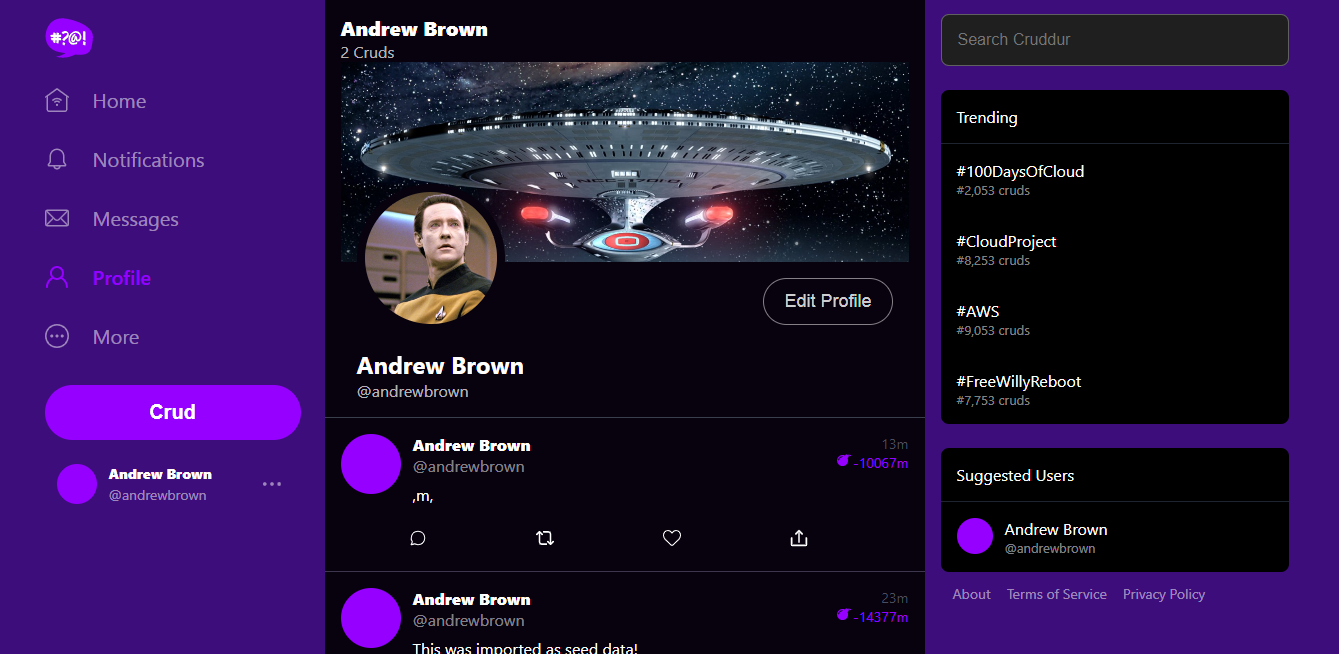 #?@!
Home
Notifications
Messages
Profile
More
Crud
Andrew Brown
@andrewbrown
Andrew Brown
2 Cruds
Edit Profile
Andrew Brown
@andrewbrown
Andrew Brown
13m
@andrewbrown
-10067m
,m,
Andrew Brown
23m
@andrewbrown
-14377m
This was imported as seed data!
Search Cruddur
Trending
#100DaysOfCloud
#2,053 cruds
#CloudProject
#8,253 cruds
#AWS
#9,053 cruds
#FreeWillyReboot
#7,753 cruds
Suggested Users
Andrew Brown
@andrewbrown
About Terms of Service Privacy Policy